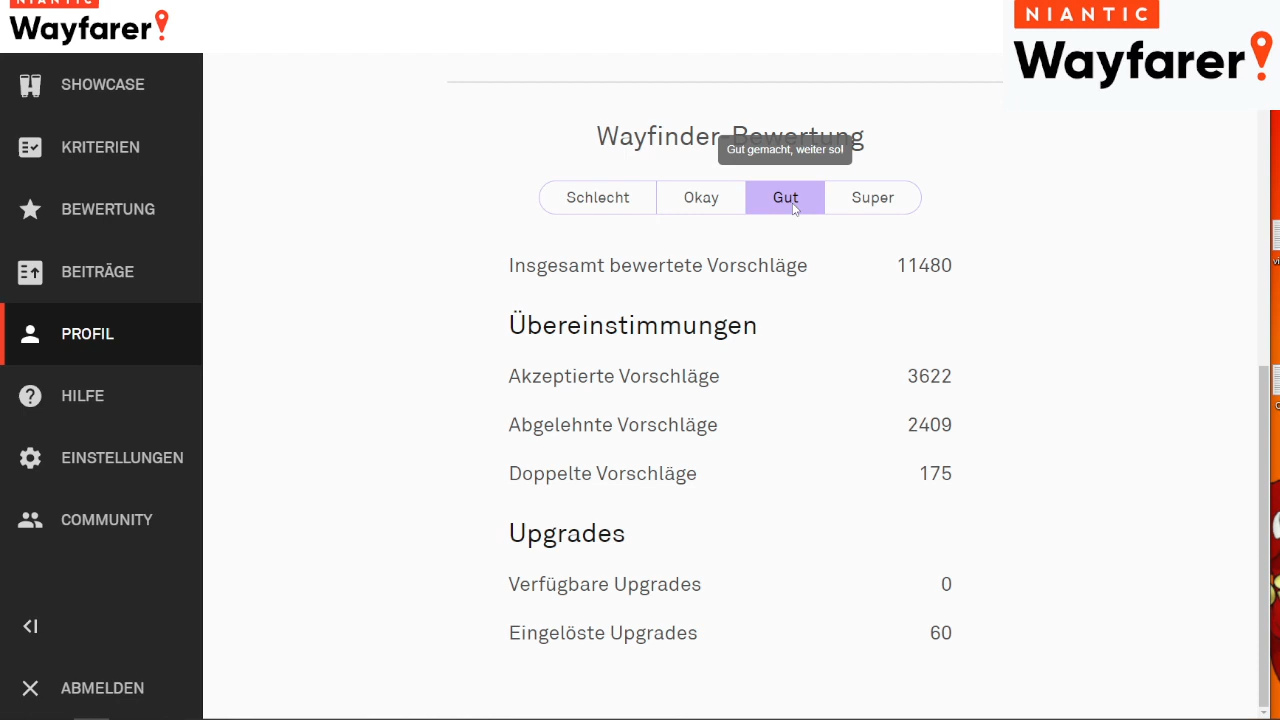 NIANTIC
Wayfarer!
NIANTIC
Wayfarer!
SHOWCASE
KRITERIEN
BEWERTUNG
BEITRÄGE
PROFIL
HILFE
EINSTELLUNGEN
COMMUNITY
ABMELDEN
Wayfinder-Bewertung
Gut gemacht, weiter so!
Schlecht Okay Gut Super
Insgesamt bewertete Vorschläge 11480
Übereinstimmungen
Akzeptierte Vorschläge 3622
Abgelehnte Vorschläge 2409
Doppelte Vorschläge 175
Upgrades
Verfügbare Upgrades 0
Eingelöste Upgrades 60